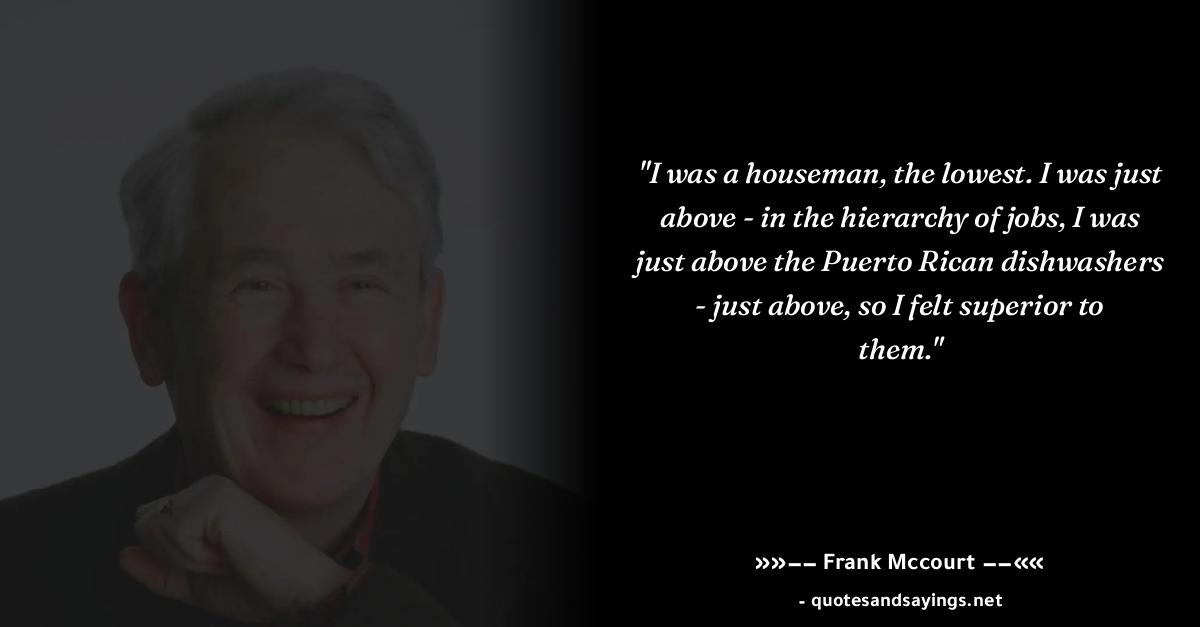 "I was a houseman, the lowest. I was just
above - in the hierarchy of jobs, I was
just above the Puerto Rican dishwashers
- just above, so I felt superior to
them."
»»−− Frank Mccourt −−««
- quotesandsayings.net